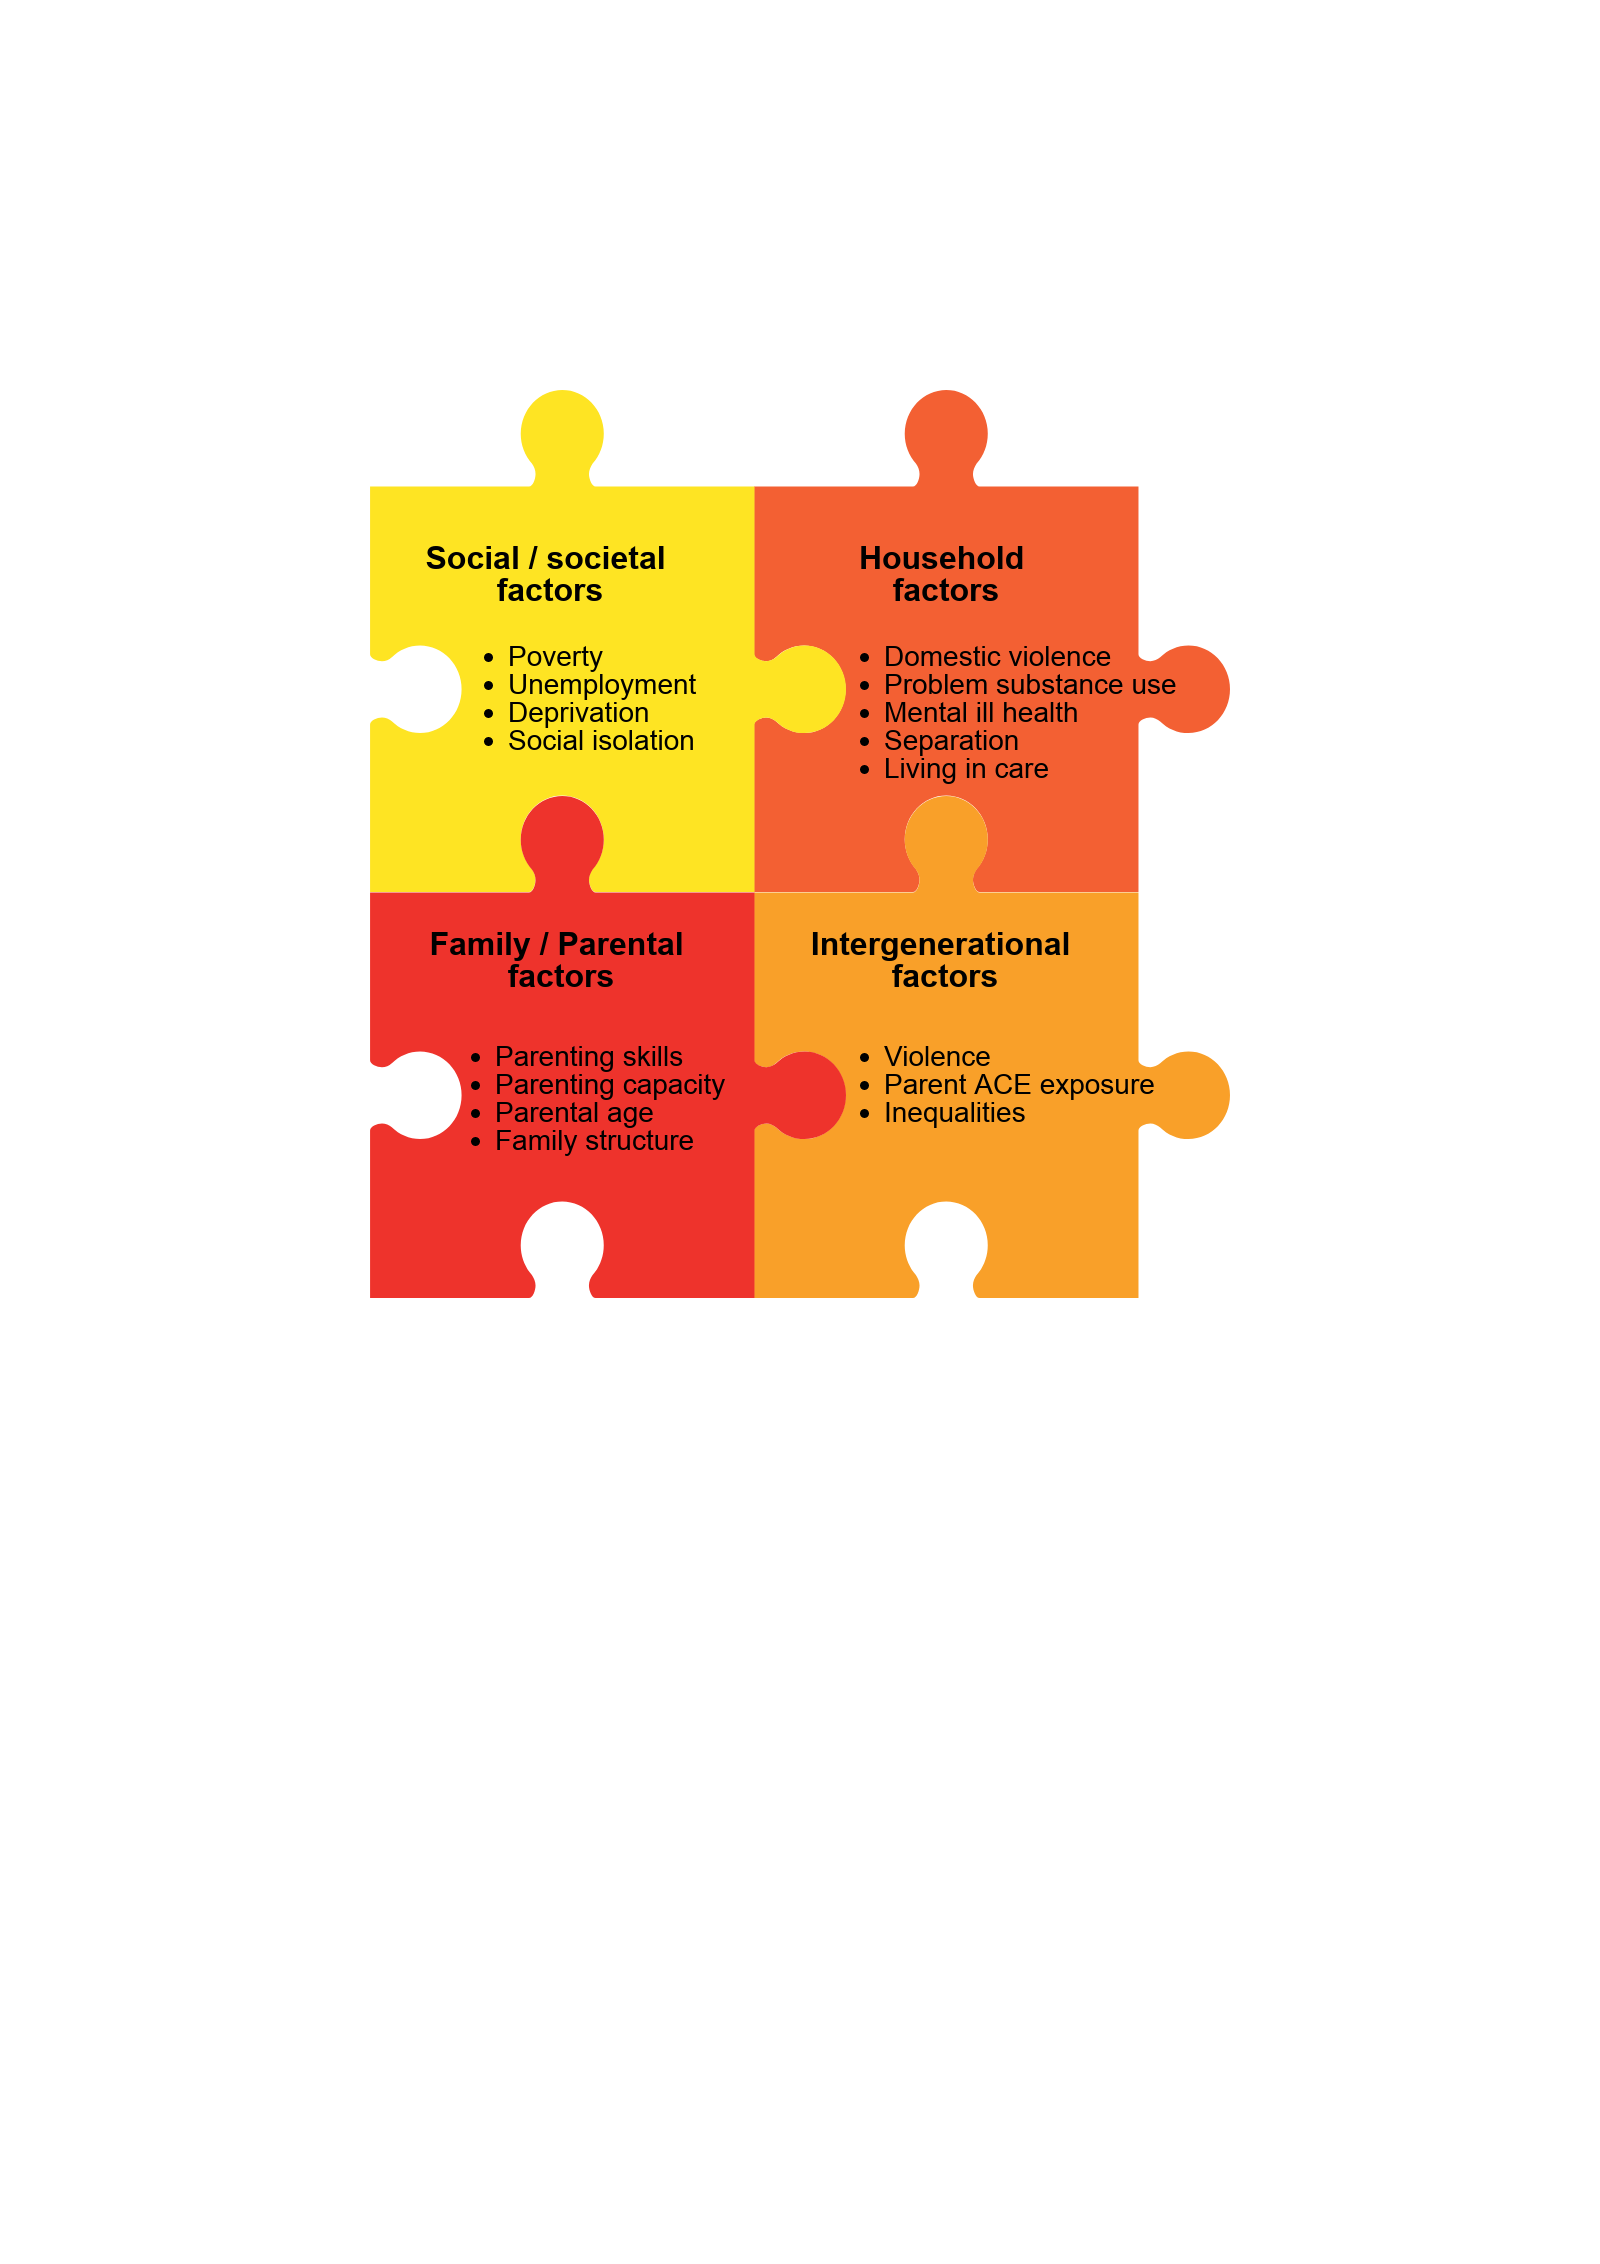 Social / societal
factors
• Poverty
• Unemployment
• Deprivation
• Social isolation
Household
factors
• Domestic violence
• Problem substance use
• Mental ill health
• Separation
• Living in care
Family / Parental
factors
• Parenting skills
• Parenting capacity
• Parental age
• Family structure
Intergenerational
factors
• Violence
• Parent ACE exposure
• Inequalities